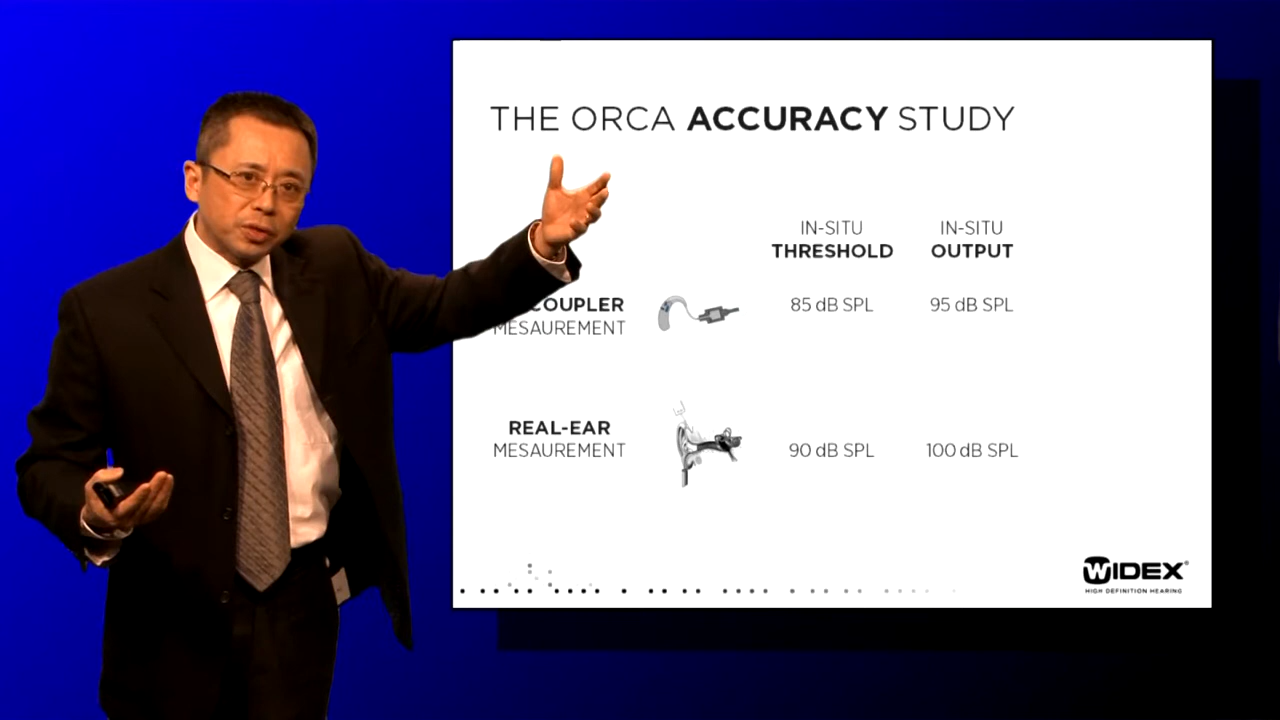 THE ORCA ACCURACY STUDY
IN-SITU THRESHOLD
IN-SITU OUTPUT
COUPLER MESAUREMENT
85 dB SPL
95 dB SPL
REAL-EAR MESAUREMENT
90 dB SPL
100 dB SPL
WIDEX®
HIGH DEFINITION HEARING